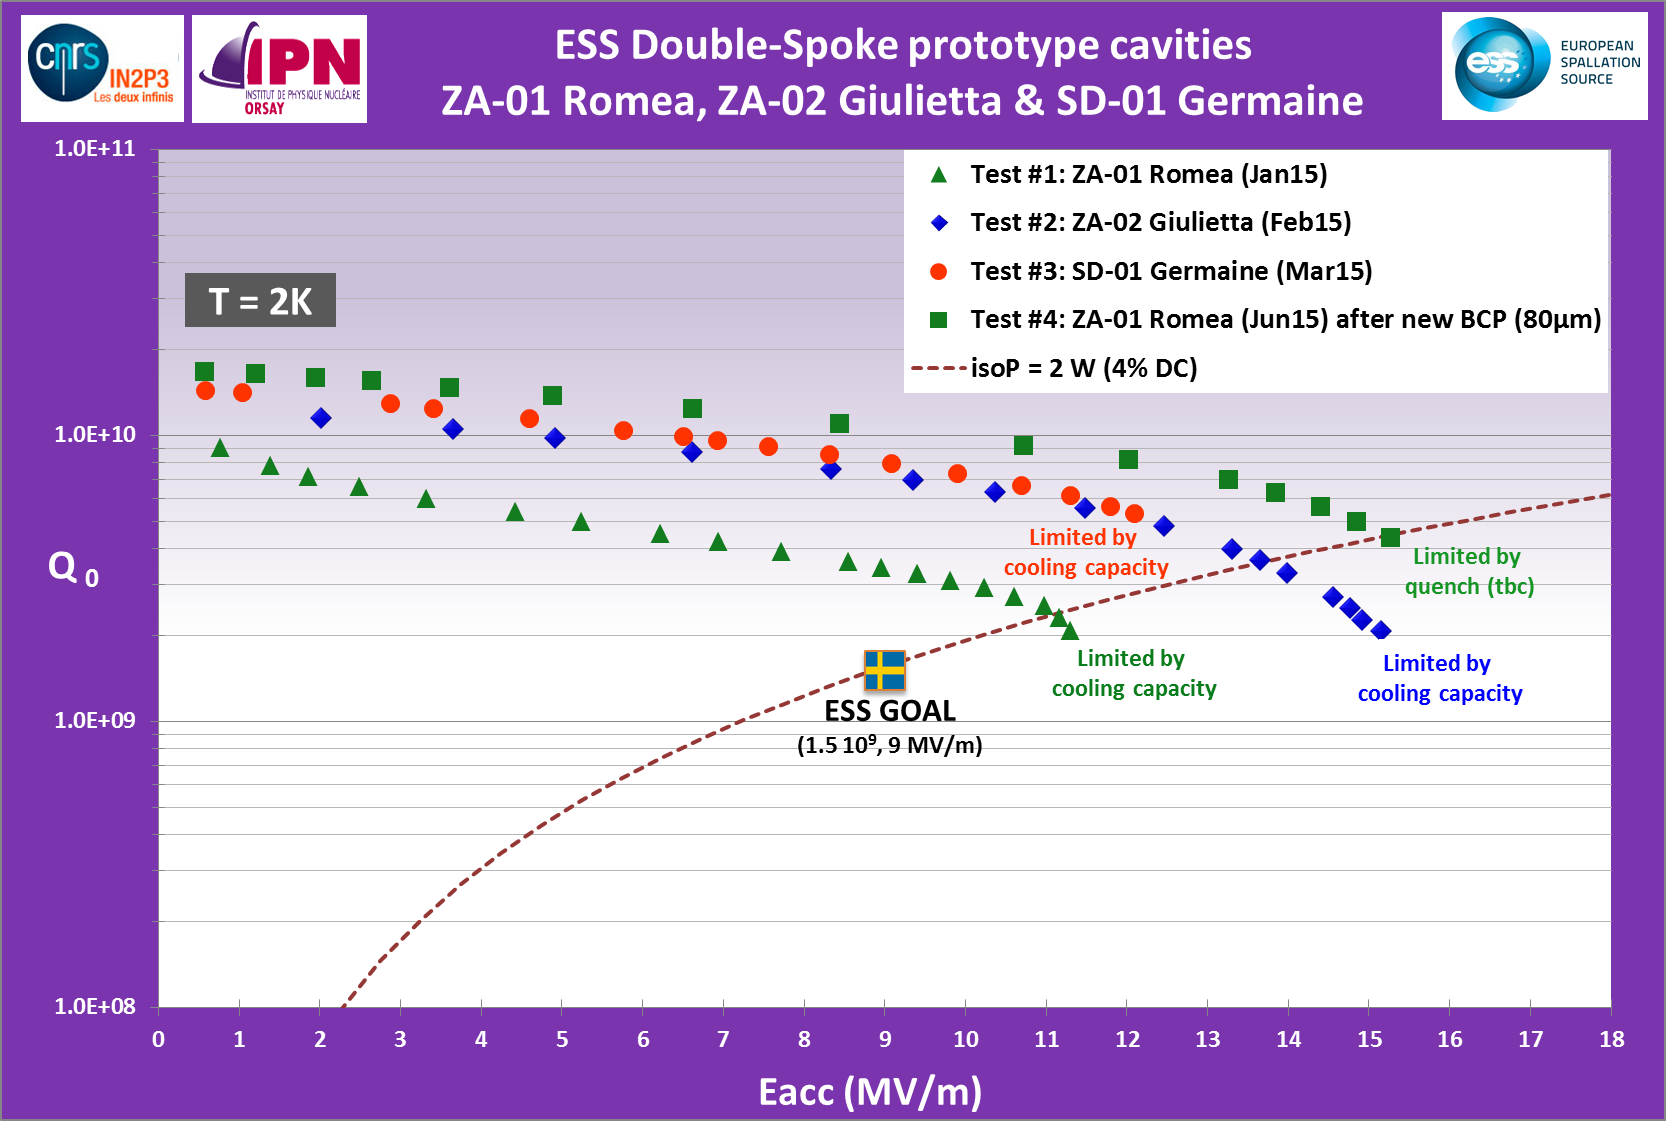 cnrs
IN2P3
Les deux infinis
IPN
INSTITUT DE PHYSIQUE NUCLÉAIRE
ORSAY
ESS Double-Spoke prototype cavities
ZA-01 Romea, ZA-02 Giulietta & SD-01 Germaine
ess
EUROPEAN
SPALLATION
SOURCE
1.0E+11
Test #1: ZA-01 Romea (Jan15)
Test #2: ZA-02 Giulietta (Feb15)
Test #3: SD-01 Germaine (Mar15)
Test #4: ZA-01 Romea (Jun15) after new BCP (80µm)
isoP = 2 W (4% DC)
T = 2K
1.0E+10
Limited by
cooling capacity
Q 0
Limited by
quench (tbc)
Limited by
cooling capacity
Limited by
cooling capacity
ESS GOAL
(1.5 10⁹, 9 MV/m)
1.0E+09
1.0E+08
0 1 2 3 4 5 6 7 8 9 10 11 12 13 14 15 16 17 18
Eacc (MV/m)